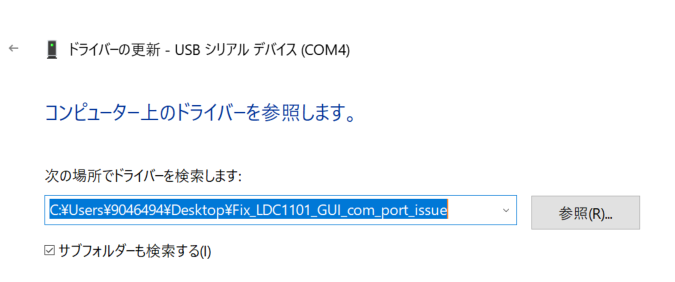 ← ドライバーの更新 - USB シリアル デバイス (COM4)
コンピューター上のドライバーを参照します。
次の場所でドライバーを検索します:
C:¥Users¥9046494¥Desktop¥Fix_LDC1101_GUI_com_port_issue
参照(R)...
サブフォルダーも検索する(I)